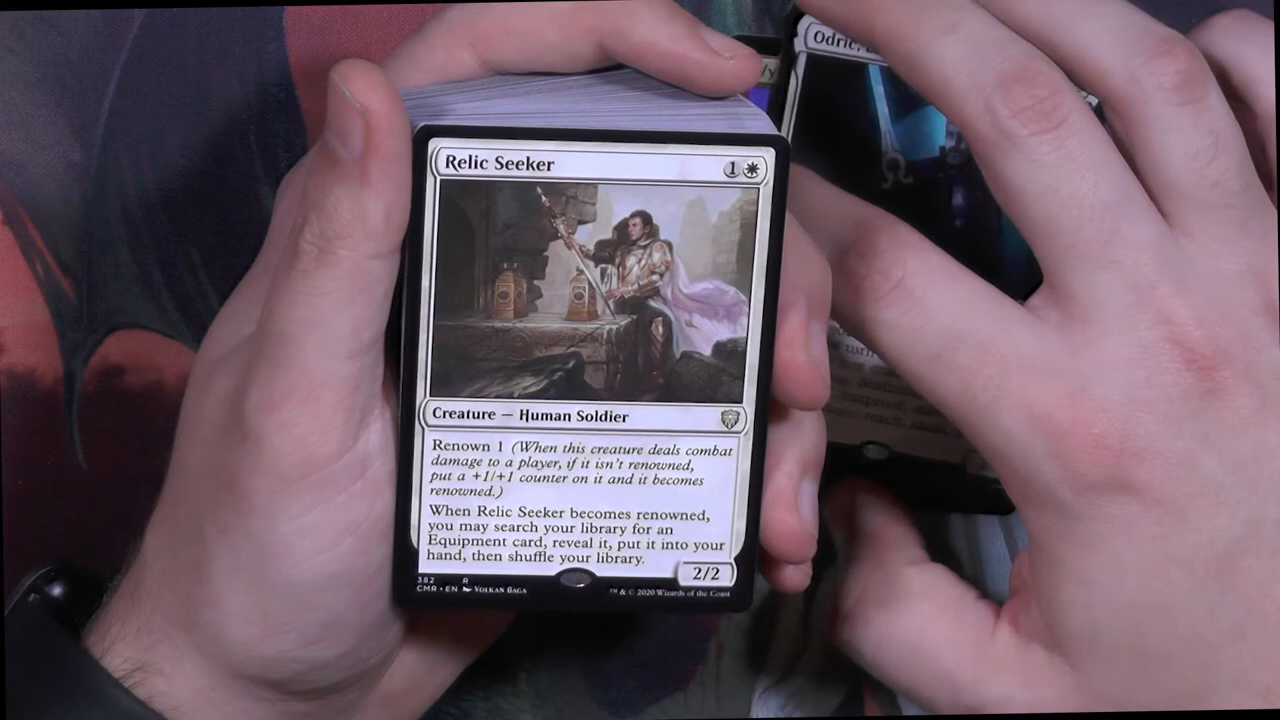 Relic Seeker 1
Odric,
Creature — Human Soldier
Renown 1 (When this creature deals combat
damage to a player, if it isn't renowned,
put a +1/+1 counter on it and it becomes
renowned.)
When Relic Seeker becomes renowned,
you may search your library for an
Equipment card, reveal it, put it into your
hand, then shuffle your library.
2/2
382 R
CMR • EN VOLKAN BAGA
™ & © 2020 Wizards of the Coast